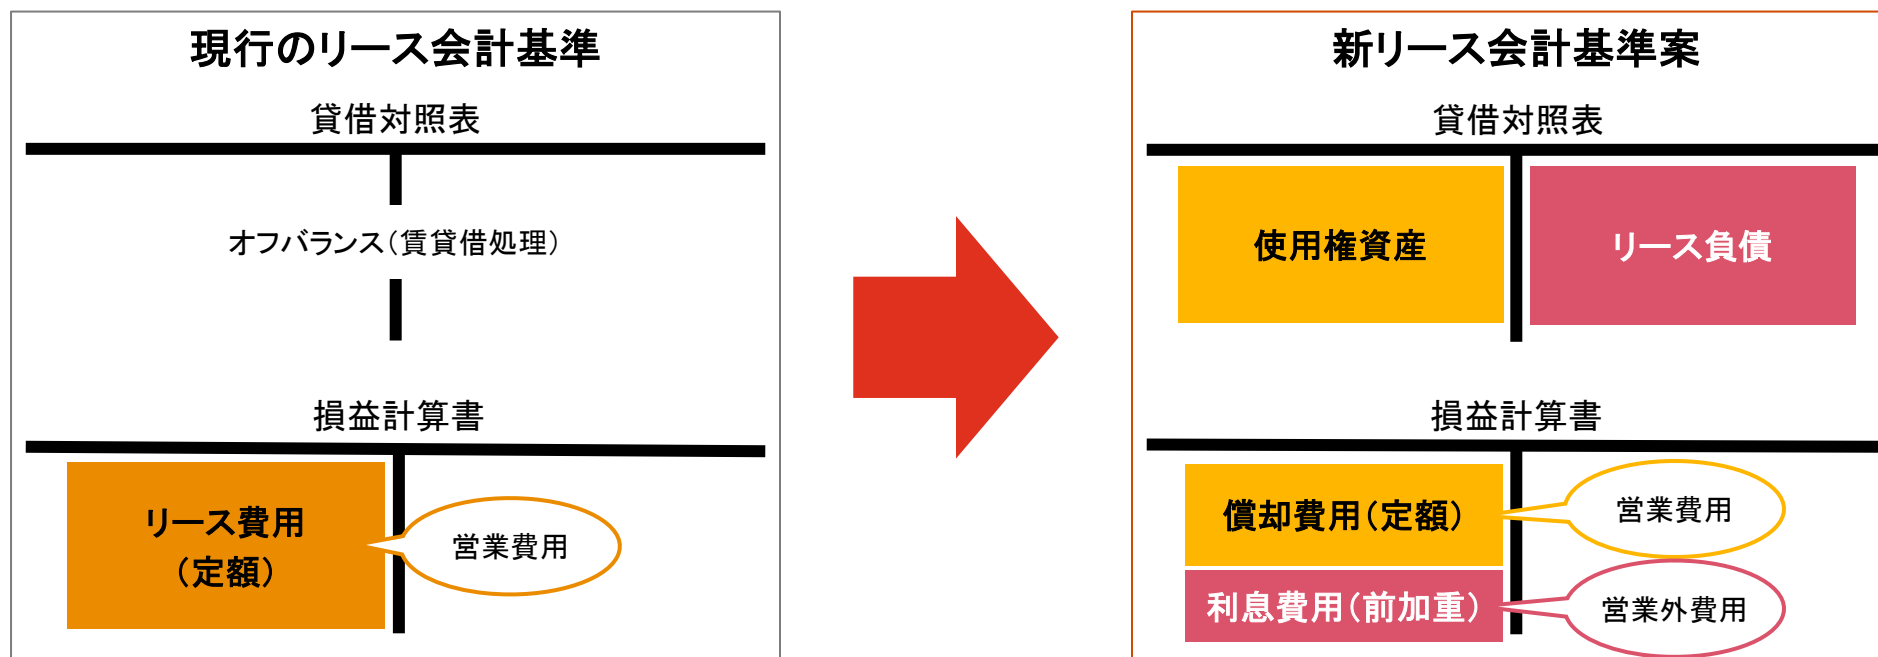 現行のリース会計基準
貸借対照表
オフバランス（賃貸借処理）
損益計算書
リース費用
（定額）
営業費用
新リース会計基準案
貸借対照表
使用権資産
リース負債
損益計算書
償却費用（定額）
営業費用
利息費用（前加重）
営業外費用